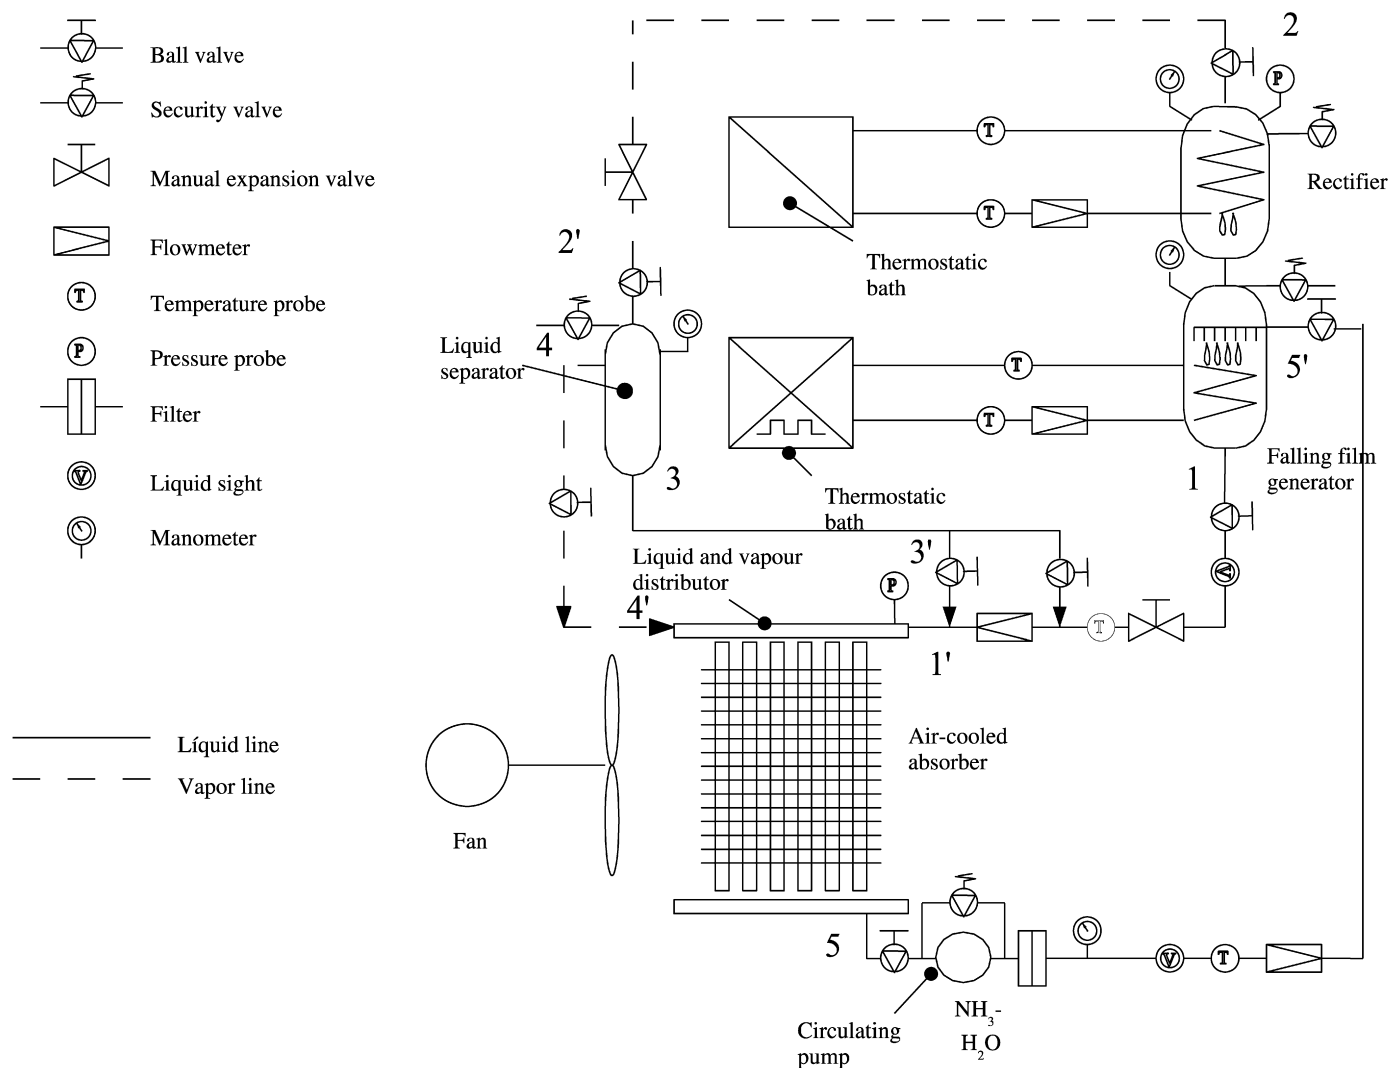 Ball valve
Security valve
Manual expansion valve
Flowmeter
T
Temperature probe
P
Pressure probe
Filter
V
Liquid sight
Manometer
Líquid line
Vapor line
2
P
T
Rectifier
T
Thermostatic
bath
2'
4
Liquid
separator
T
5'
T
3
1
Falling film
generator
Thermostatic
bath
3'
Liquid and vapour
distributor
P
V
4'
T
1'
Air-cooled
absorber
Fan
5
V
T
NH3-
H2O
Circulating
pump